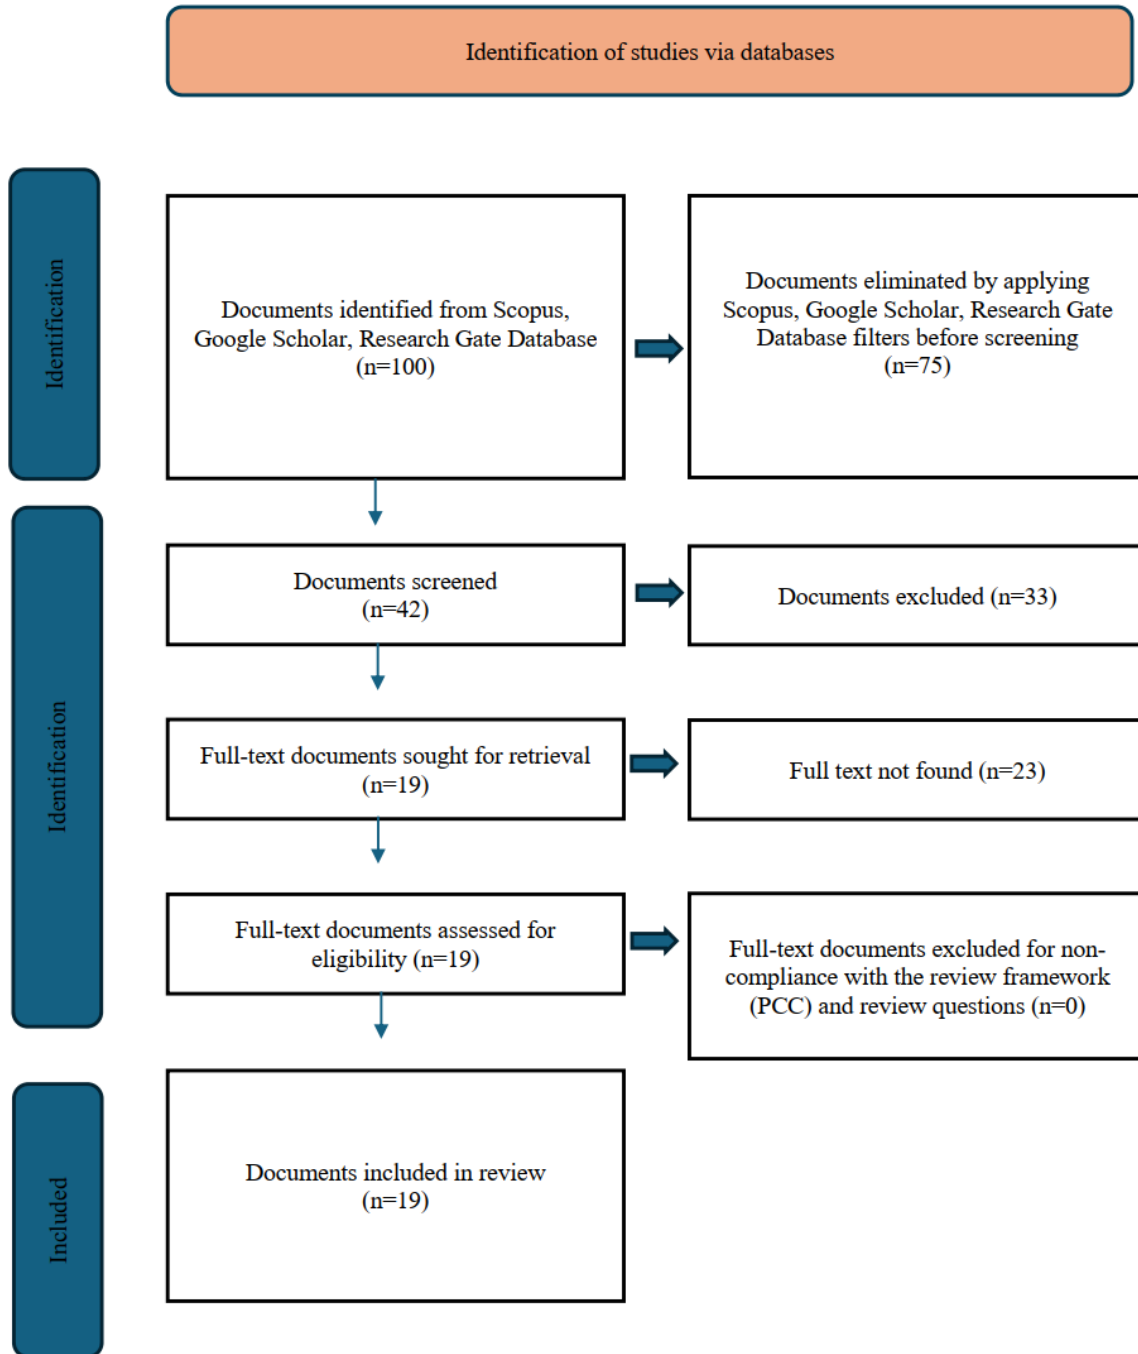 Identification of studies via databases
Identification
Documents identified from Scopus,
Google Scholar, Research Gate Database
(n=100)
Documents eliminated by applying
Scopus, Google Scholar, Research Gate
Database filters before screening
(n=75)
Identification
Documents screened
(n=42)
Documents excluded (n=33)
Full-text documents sought for retrieval
(n=19)
Full text not found (n=23)
Full-text documents assessed for
eligibility (n=19)
Full-text documents excluded for non-
compliance with the review framework
(PCC) and review questions (n=0)
Included
Documents included in review
(n=19)